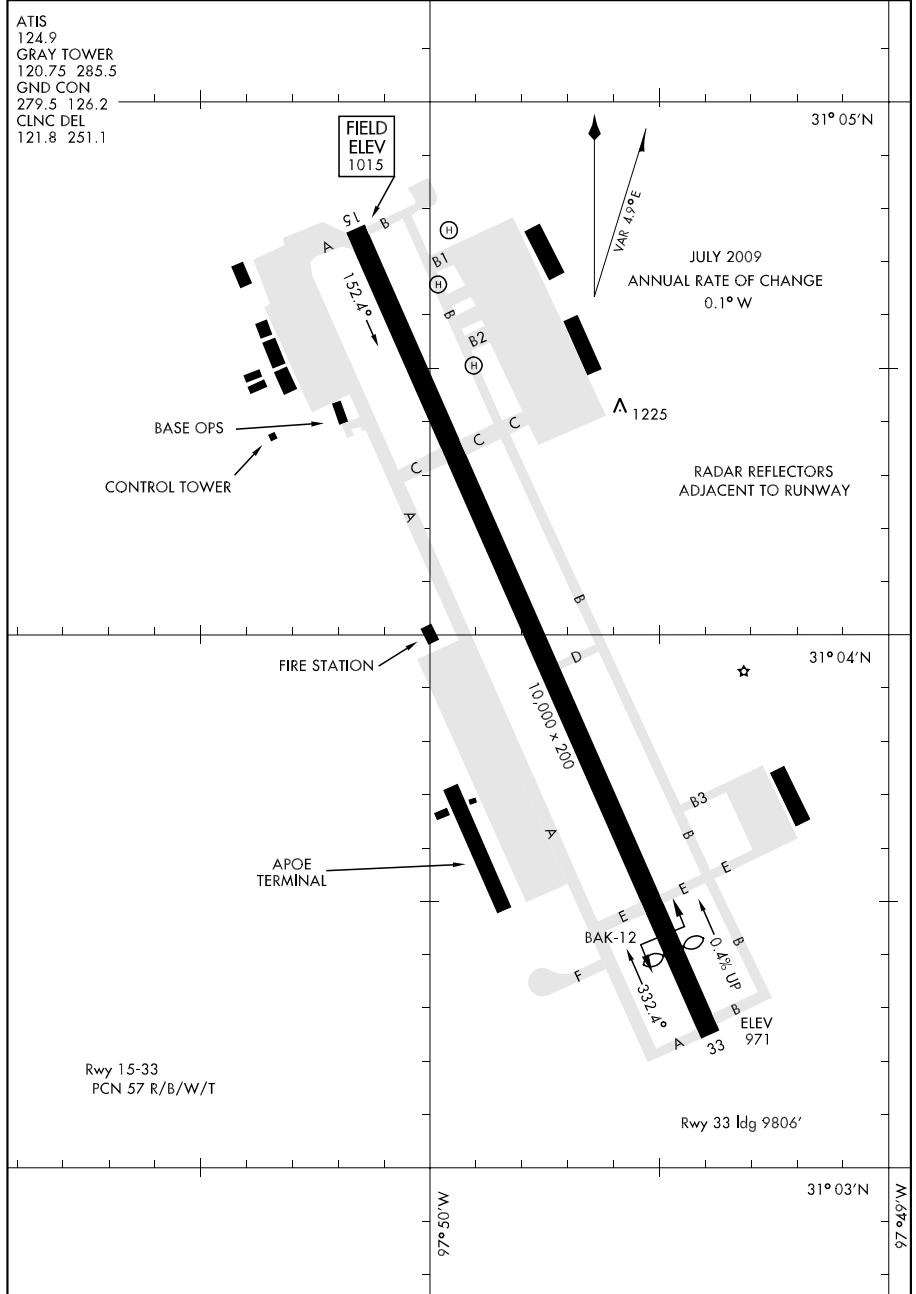 ATIS
124.9
GRAY TOWER
120.75 285.5
GND CON
279.5 126.2
CLNC DEL
121.8 251.1
FIELD
ELEV
1015
31° 05'N
VAR 4.9° E
JULY 2009
ANNUAL RATE OF CHANGE
0.1° W
15
B
A
H
B1
H
152.4°
B
B2
H
1225
BASE OPS
C
C
C
CONTROL TOWER
RADAR REFLECTORS
ADJACENT TO RUNWAY
A
B
FIRE STATION
D
31° 04'N
10,000 x 200
B3
A
B
APOE
TERMINAL
E
E
E
BAK-12
B
0.4% UP
F
332.4°
B
ELEV
971
A
33
Rwy 15-33
PCN 57 R/B/W/T
Rwy 33 ldg 9806'
31° 03'N
97° 50'W
97° 49'W